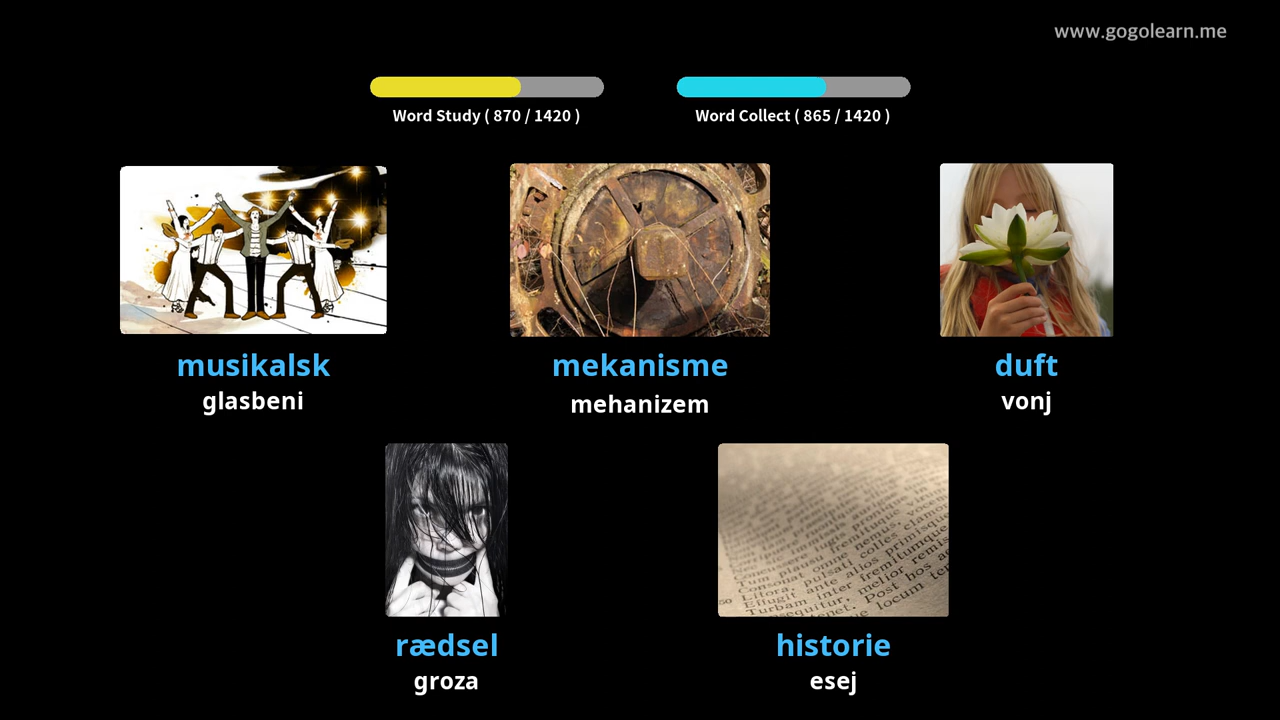 www.gogolearn.me
Word Study ( 870 / 1420 )
Word Collect ( 865 / 1420 )
musikalsk
glasbeni
mekanisme
mehanizem
duft
vonj
rædsel
groza
historie
esej